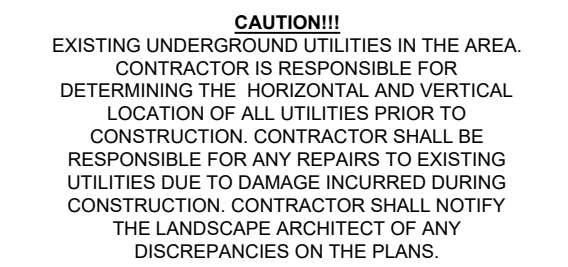 CAUTION!!!
EXISTING UNDERGROUND UTILITIES IN THE AREA.
CONTRACTOR IS RESPONSIBLE FOR
DETERMINING THE  HORIZONTAL AND VERTICAL
LOCATION OF ALL UTILITIES PRIOR TO
CONSTRUCTION. CONTRACTOR SHALL BE
RESPONSIBLE FOR ANY REPAIRS TO EXISTING
UTILITIES DUE TO DAMAGE INCURRED DURING
CONSTRUCTION. CONTRACTOR SHALL NOTIFY
THE LANDSCAPE ARCHITECT OF ANY
DISCREPANCIES ON THE PLANS.